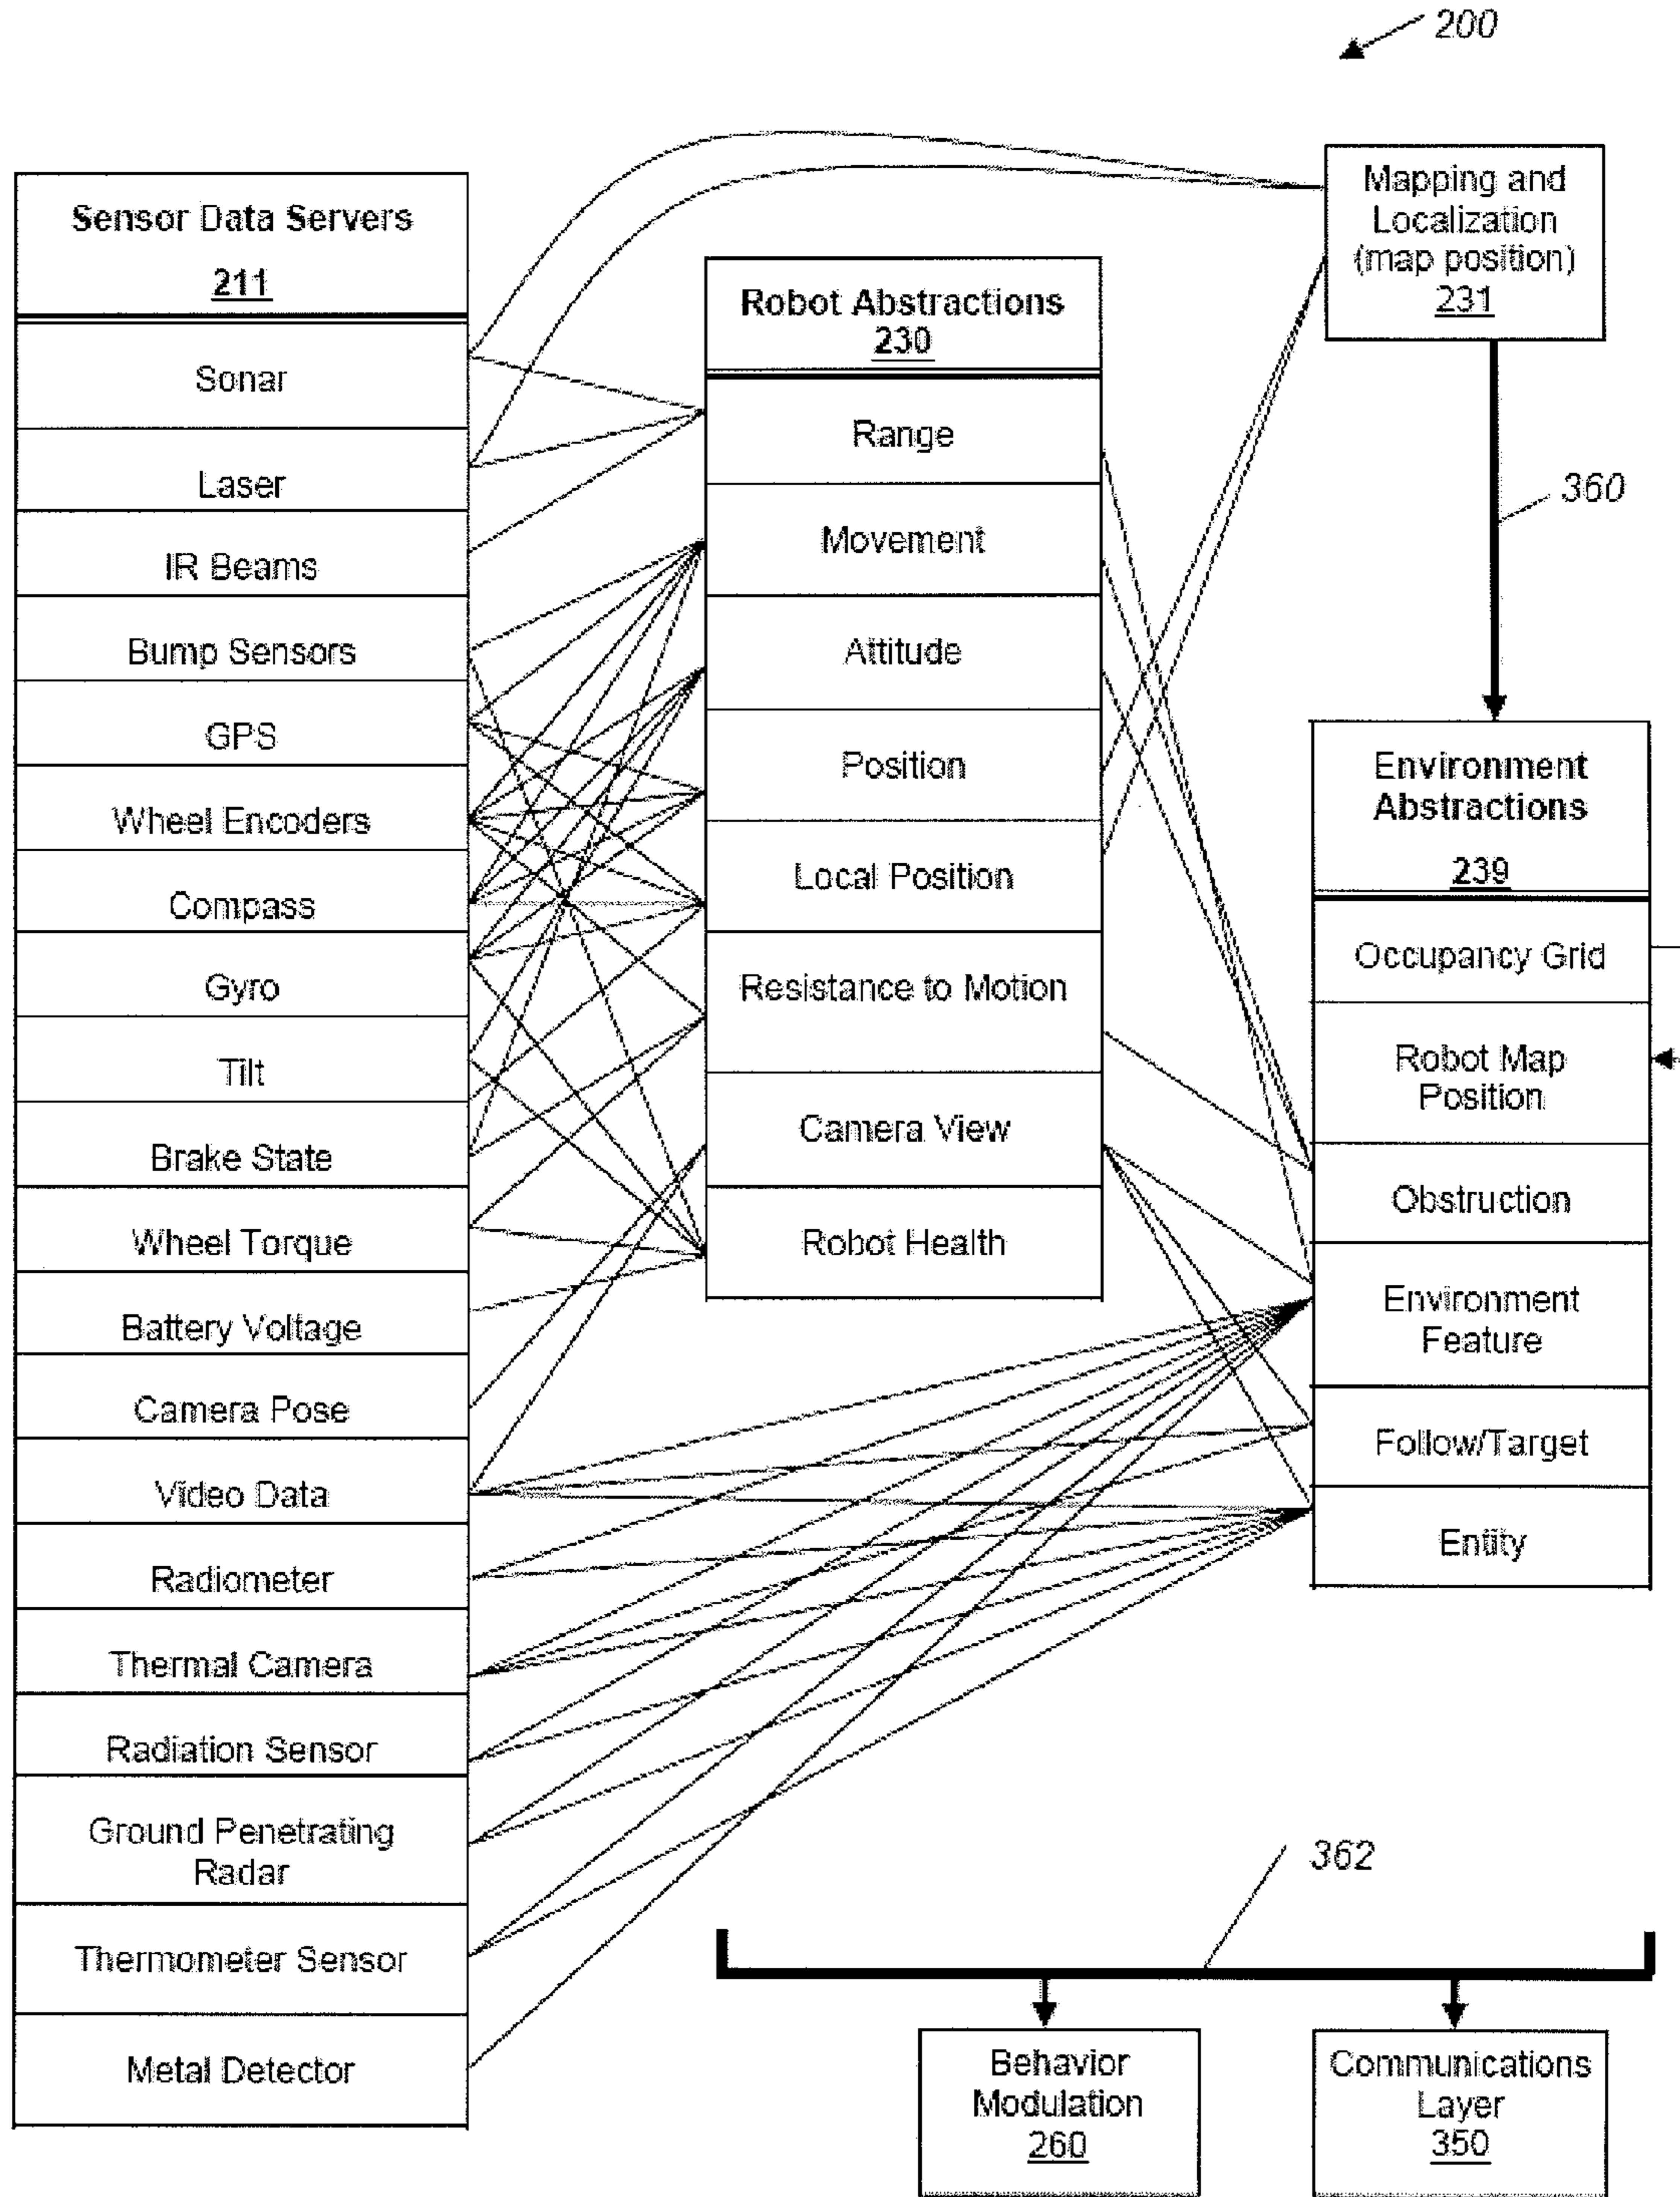 200
Sensor Data Servers
211
Sonar
Laser
IR Beams
Bump Sensors
GPS
Wheel Encoders
Compass
Gyro
Tilt
Brake State
Wheel Torque
Battery Voltage
Camera Pose
Video Data
Radiometer
Thermal Camera
Radiation Sensor
Ground Penetrating
Radar
Thermometer Sensor
Metal Detector
Robot Abstractions
230
Range
Movement
Attitude
Position
Local Position
Resistance to Motion
Camera View
Robot Health
Mapping and
Localization
(map position)
231
360
Environment
Abstractions
239
Occupancy Grid
Robot Map
Position
Obstruction
Environment
Feature
Follow/Target
Entity
362
Behavior
Modulation
260
Communications
Layer
350